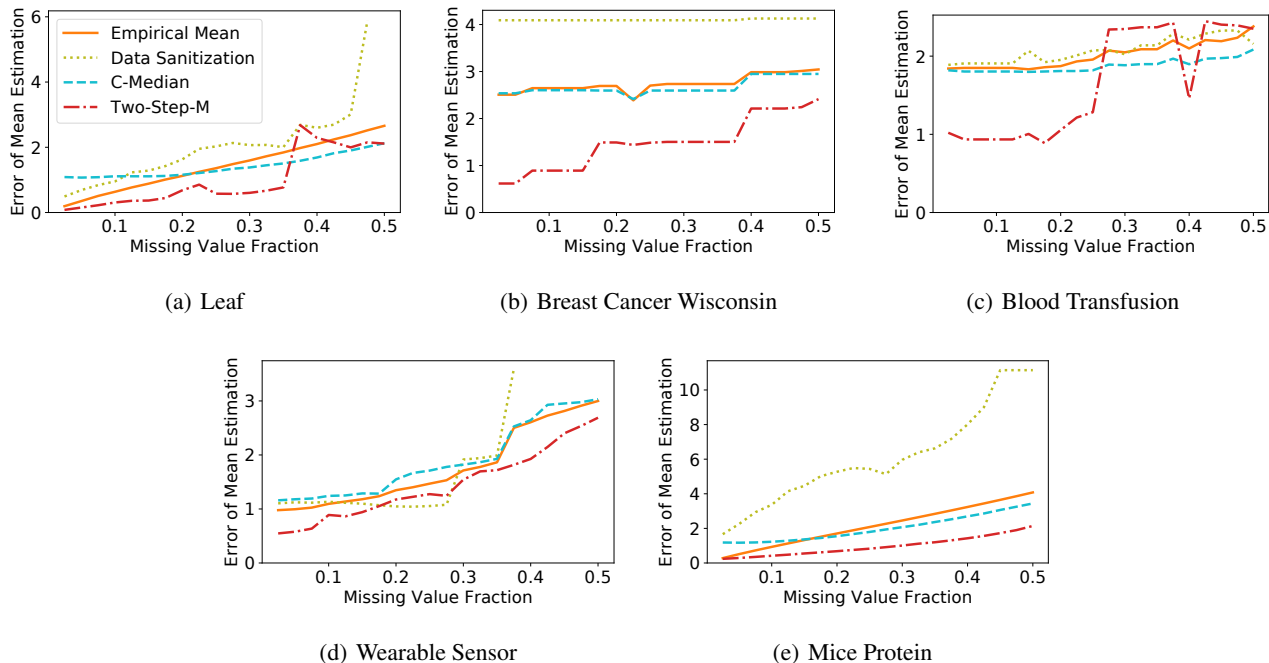 6
4
2
0
Error of Mean Estimation
Empirical Mean
Data Sanitization
C-Median
Two-Step-M
0.1 0.2 0.3 0.4 0.5
Missing Value Fraction
(a) Leaf
4
3
2
1
0
Error of Mean Estimation
0.1 0.2 0.3 0.4 0.5
Missing Value Fraction
(b) Breast Cancer Wisconsin
2
1
0
Error of Mean Estimation
0.1 0.2 0.3 0.4 0.5
Missing Value Fraction
(c) Blood Transfusion
3
2
1
0
Error of Mean Estimation
0.1 0.2 0.3 0.4 0.5
Missing Value Fraction
(d) Wearable Sensor
10
8
6
4
2
0
Error of Mean Estimation
0.1 0.2 0.3 0.4 0.5
Missing Value Fraction
(e) Mice Protein